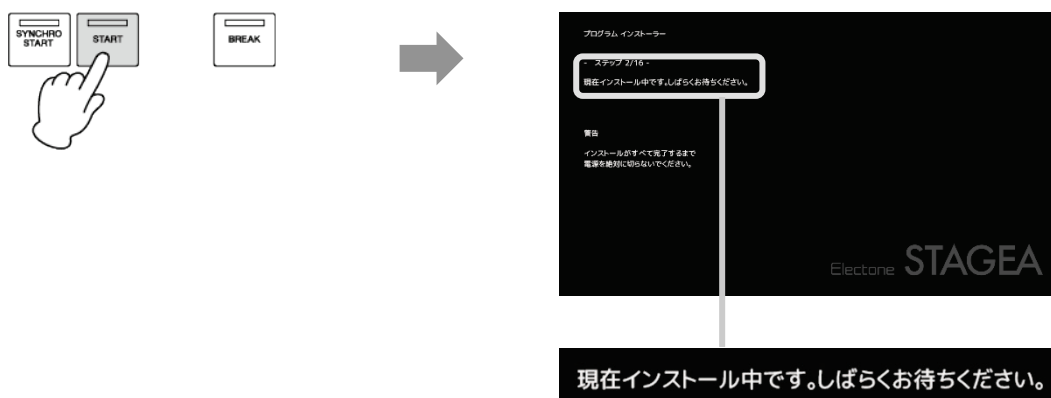 SYNCHRO
START
START
BREAK
プログラム インストーラー
- ステップ 2/16 -
現在インストール中です。しばらくお待ちください。
警告
インストールがすべて完了するまで
電源を絶対に切らないでください。
Electone STAGEA
現在インストール中です。しばらくお待ちください。